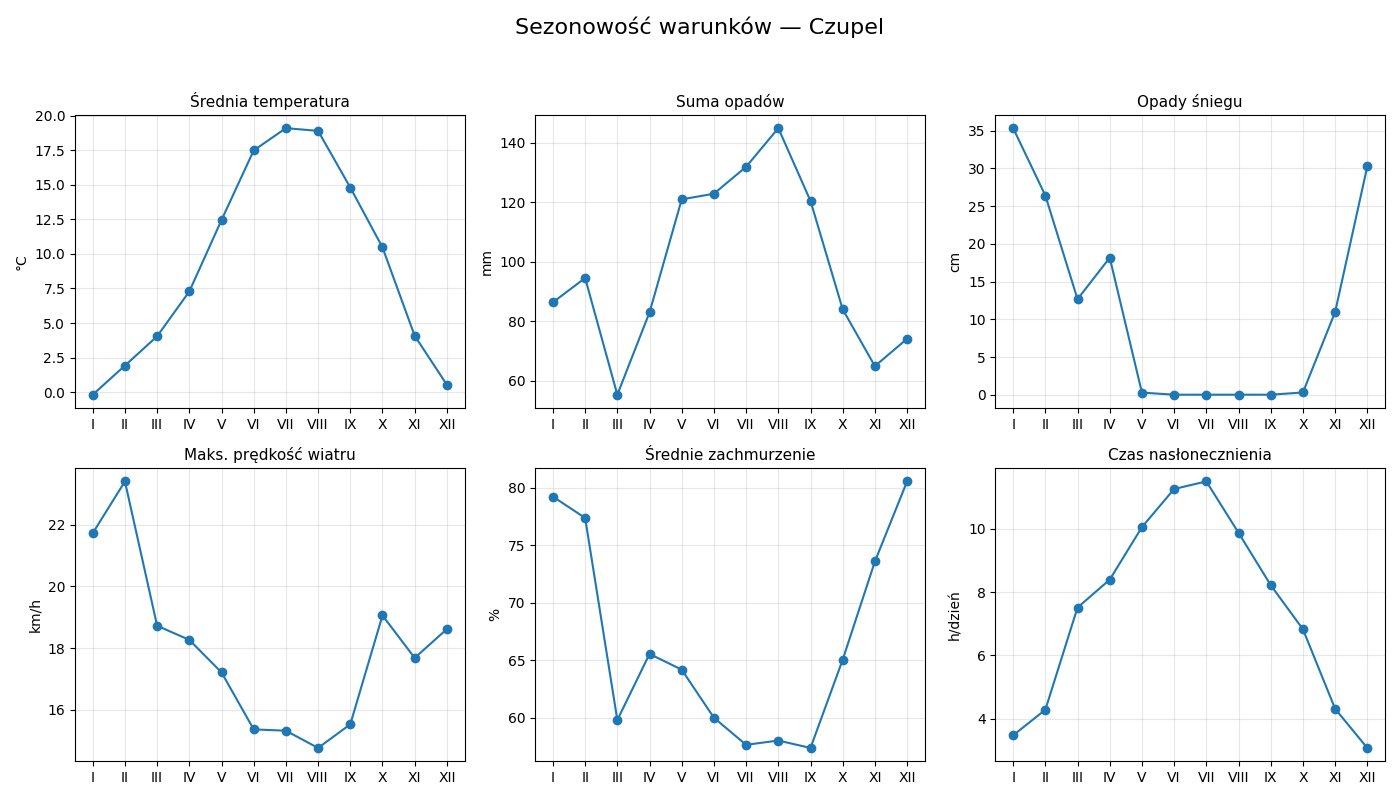 Sezonowość warunków — Czupel
Średnia temperatura
Suma opadów
Opady śniegu
20.0
17.5
15.0
12.5
10.0
7.5
5.0
2.5
0.0
°C
I II III IV V VI VII VIII IX X XI XII
140
120
100
80
60
mm
I II III IV V VI VII VIII IX X XI XII
35
30
25
20
15
10
5
0
cm
I II III IV V VI VII VIII IX X XI XII
Maks. prędkość wiatru
Średnie zachmurzenie
Czas nasłonecznienia
22
20
18
16
km/h
I II III IV V VI VII VIII IX X XI XII
80
75
70
65
60
%
I II III IV V VI VII VIII IX X XI XII
10
8
6
4
h/dzień
I II III IV V VI VII VIII IX X XI XII